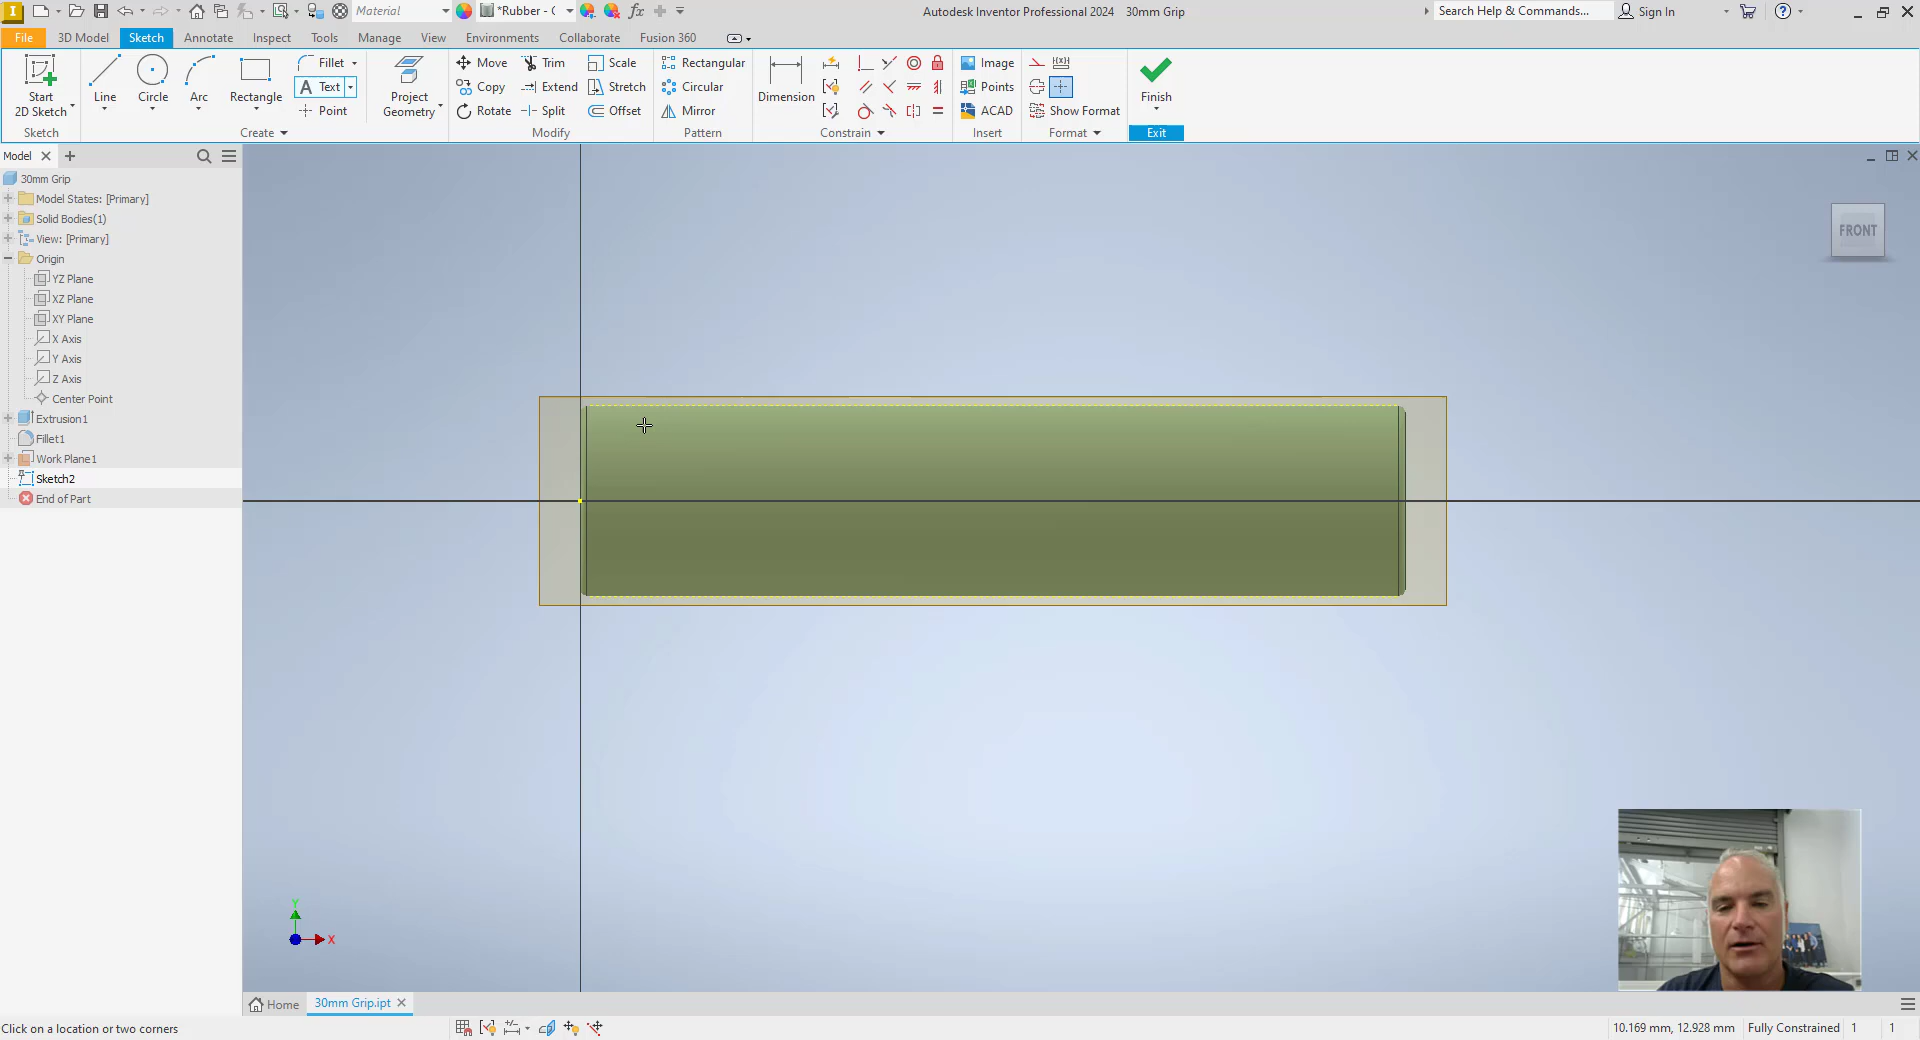 I
Material
*Rubber - C
fx
Autodesk Inventor Professional 2024 30mm Grip
Search Help & Commands...
Sign In
File 3D Model Sketch Annotate Inspect Tools Manage View Environments Collaborate Fusion 360
Start
2D Sketch
Line
Circle
Arc
Rectangle
Fillet
A Text
Point
Project
Geometry
Move
Copy
Rotate
Trim
Extend
Split
Scale
Stretch
Offset
Rectangular
Circular
Mirror
Dimension
Image
Points
ACAD
Show Format
Finish
Sketch Create Modify Pattern Constrain Insert Format Exit
Model
30mm Grip
Model States: [Primary]
Solid Bodies(1)
View: [Primary]
Origin
YZ Plane
XZ Plane
XY Plane
X Axis
Y Axis
Z Axis
Center Point
Extrusion1
Fillet1
Work Plane1
Sketch2
End of Part
FRONT
Y
X
Home
30mm Grip.ipt
Click on a location or two corners
10.169 mm, 12.928 mm Fully Constrained 1 1